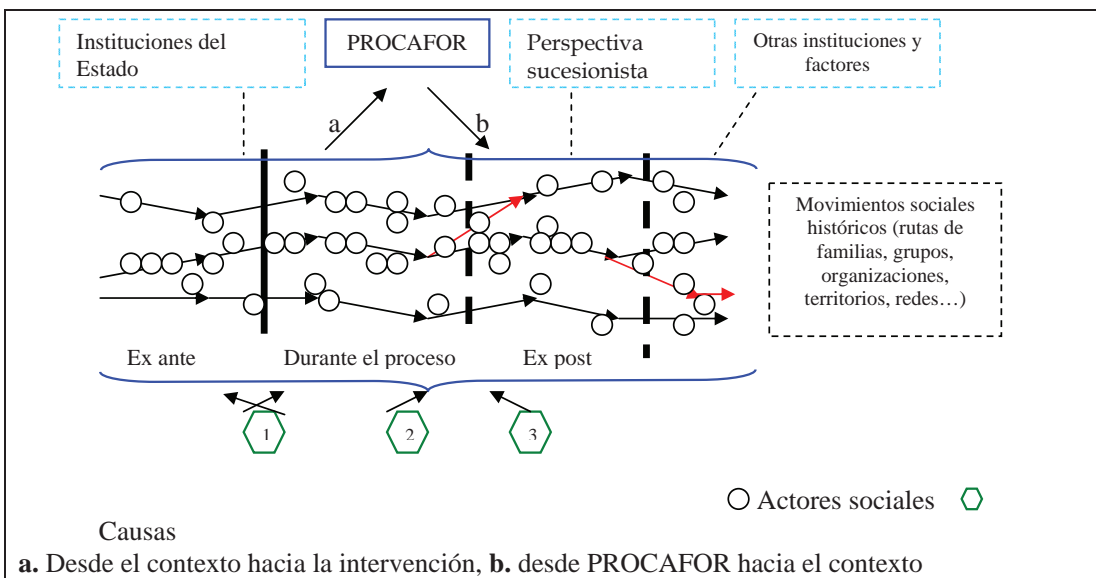 Instituciones del
Estado
PROCAFOR
Perspectiva
sucesionista
Otras instituciones y
factores
a
b
Movimientos sociales
históricos (rutas de
familias, grupos,
organizaciones,
territorios, redes…)
Ex ante
Durante el proceso
Ex post
1
2
3
Actores sociales
Causas
a. Desde el contexto hacia la intervención, b. desde PROCAFOR hacia el contexto